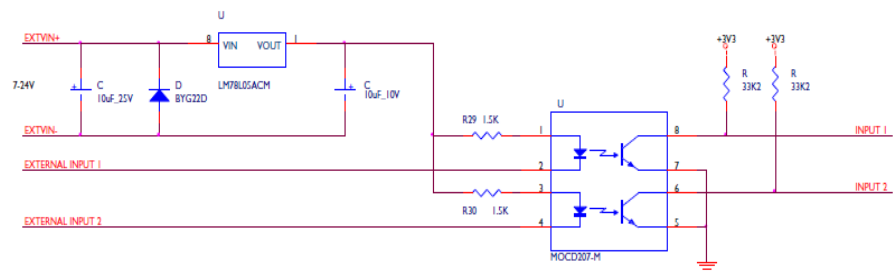 U
EXTVIN+
8 VIN VOUT 1
LM78L05ACM
7-24V
C
10uF_25V
D
BYG22D
C
10uF_10V
+3V3
+3V3
R
33K2
R
33K2
U
EXTVIN-
R29 1.5K
1
8
INPUT 1
EXTERNAL INPUT 1
2
7
3
6
INPUT 2
R30 1.5K
EXTERNAL INPUT 2
4
5
MOCD207-M